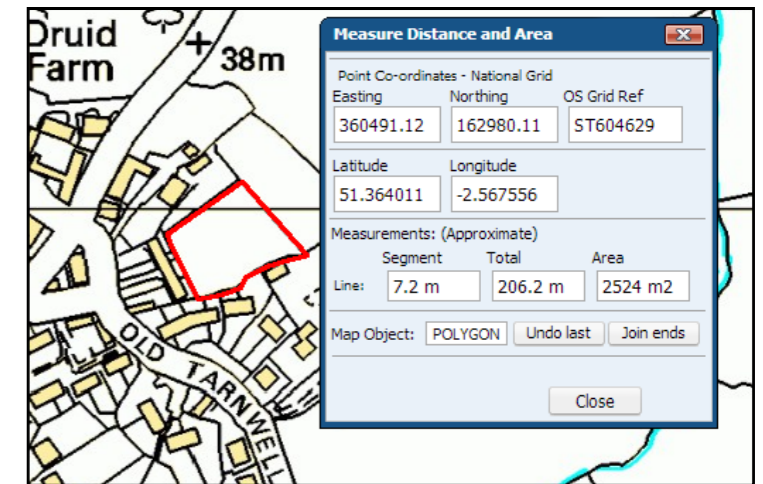 Druid
Farm
38m
OLD TARNWELL
Measure Distance and Area
Point Co-ordinates - National Grid
Easting Northing OS Grid Ref
360491.12 162980.11 ST604629
Latitude Longitude
51.364011 -2.567556
Measurements: (Approximate)
Segment Total Area
Line: 7.2 m 206.2 m 2524 m2
Map Object: POLYGON Undo last Join ends
Close